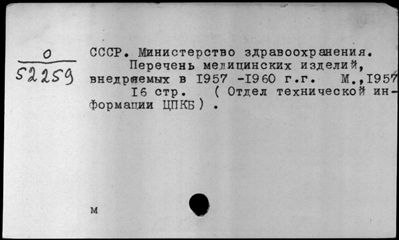 О
52259
СССР. Министерство здравоохранения.
Перечень медицинских изделий,
внедряемых в 1957 -1960 г.г. М.,1957
16 стр. ( Отдел технической ин-
формации ЦПКБ) .
м